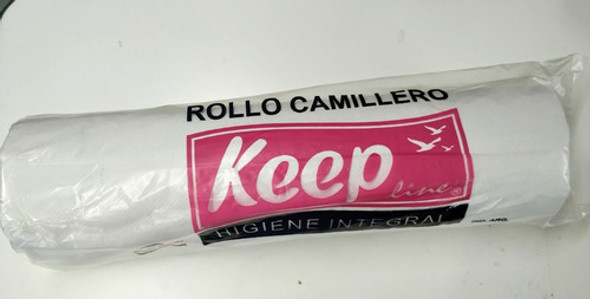 ROLLO CAMILLERO
Keep
line®
HIGIENE INTEGRAL